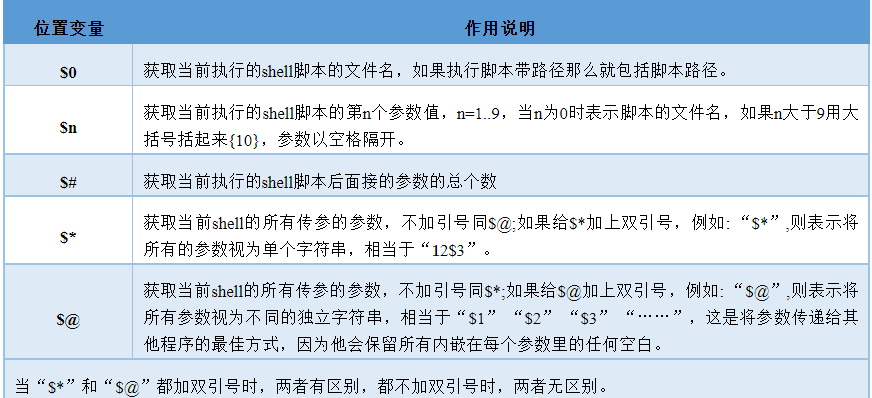 位置变量 作用说明
$0 获取当前执行的shell脚本的文件名，如果执行脚本带路径那么就包括脚本路径。
$n 获取当前执行的shell脚本的第n个参数值，n=1..9，当n为0时表示脚本的文件名，如果n大于9用大
括号括起来{10}，参数以空格隔开。
$# 获取当前执行的shell脚本后面接的参数的总个数
$* 获取当前shell的所有传参的参数，不加引号同$@;如果给$*加上双引号，例如: “$*”,则表示将
所有的参数视为单个字符串，相当于“12$3”。
$@ 获取当前shell的所有传参的参数，不加引号同$*;如果给$@加上双引号，例如: “$@”,则表示将
所有参数视为不同的独立字符串，相当于“$1” “$2” “$3” “……”，这是将参数传递给其
他程序的最佳方式，因为他会保留所有内嵌在每个参数里的任何空白。
当“$*”和“$@”都加双引号时，两者有区别，都不加双引号时，两者无区别。